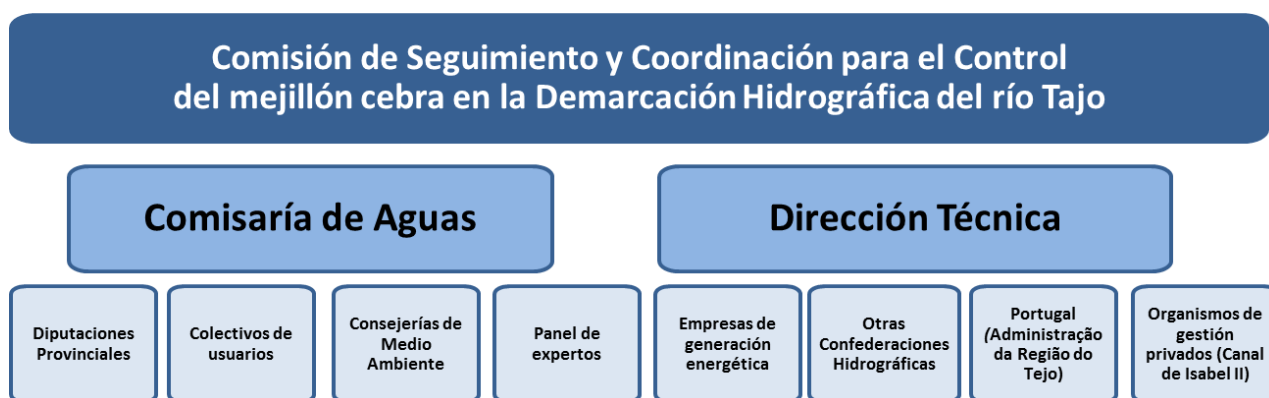 Comisión de Seguimiento y Coordinación para el Control
del mejillón cebra en la Demarcación Hidrográfica del río Tajo
Comisaría de Aguas
Dirección Técnica
Diputaciones
Provinciales
Colectivos de
usuarios
Consejerías de
Medio
Ambiente
Panel de
expertos
Empresas de
generación
energética
Otras
Confederaciones
Hidrográficas
Portugal
(Administração
da Região do
Tejo)
Organismos de
gestión
privados (Canal
de Isabel II)